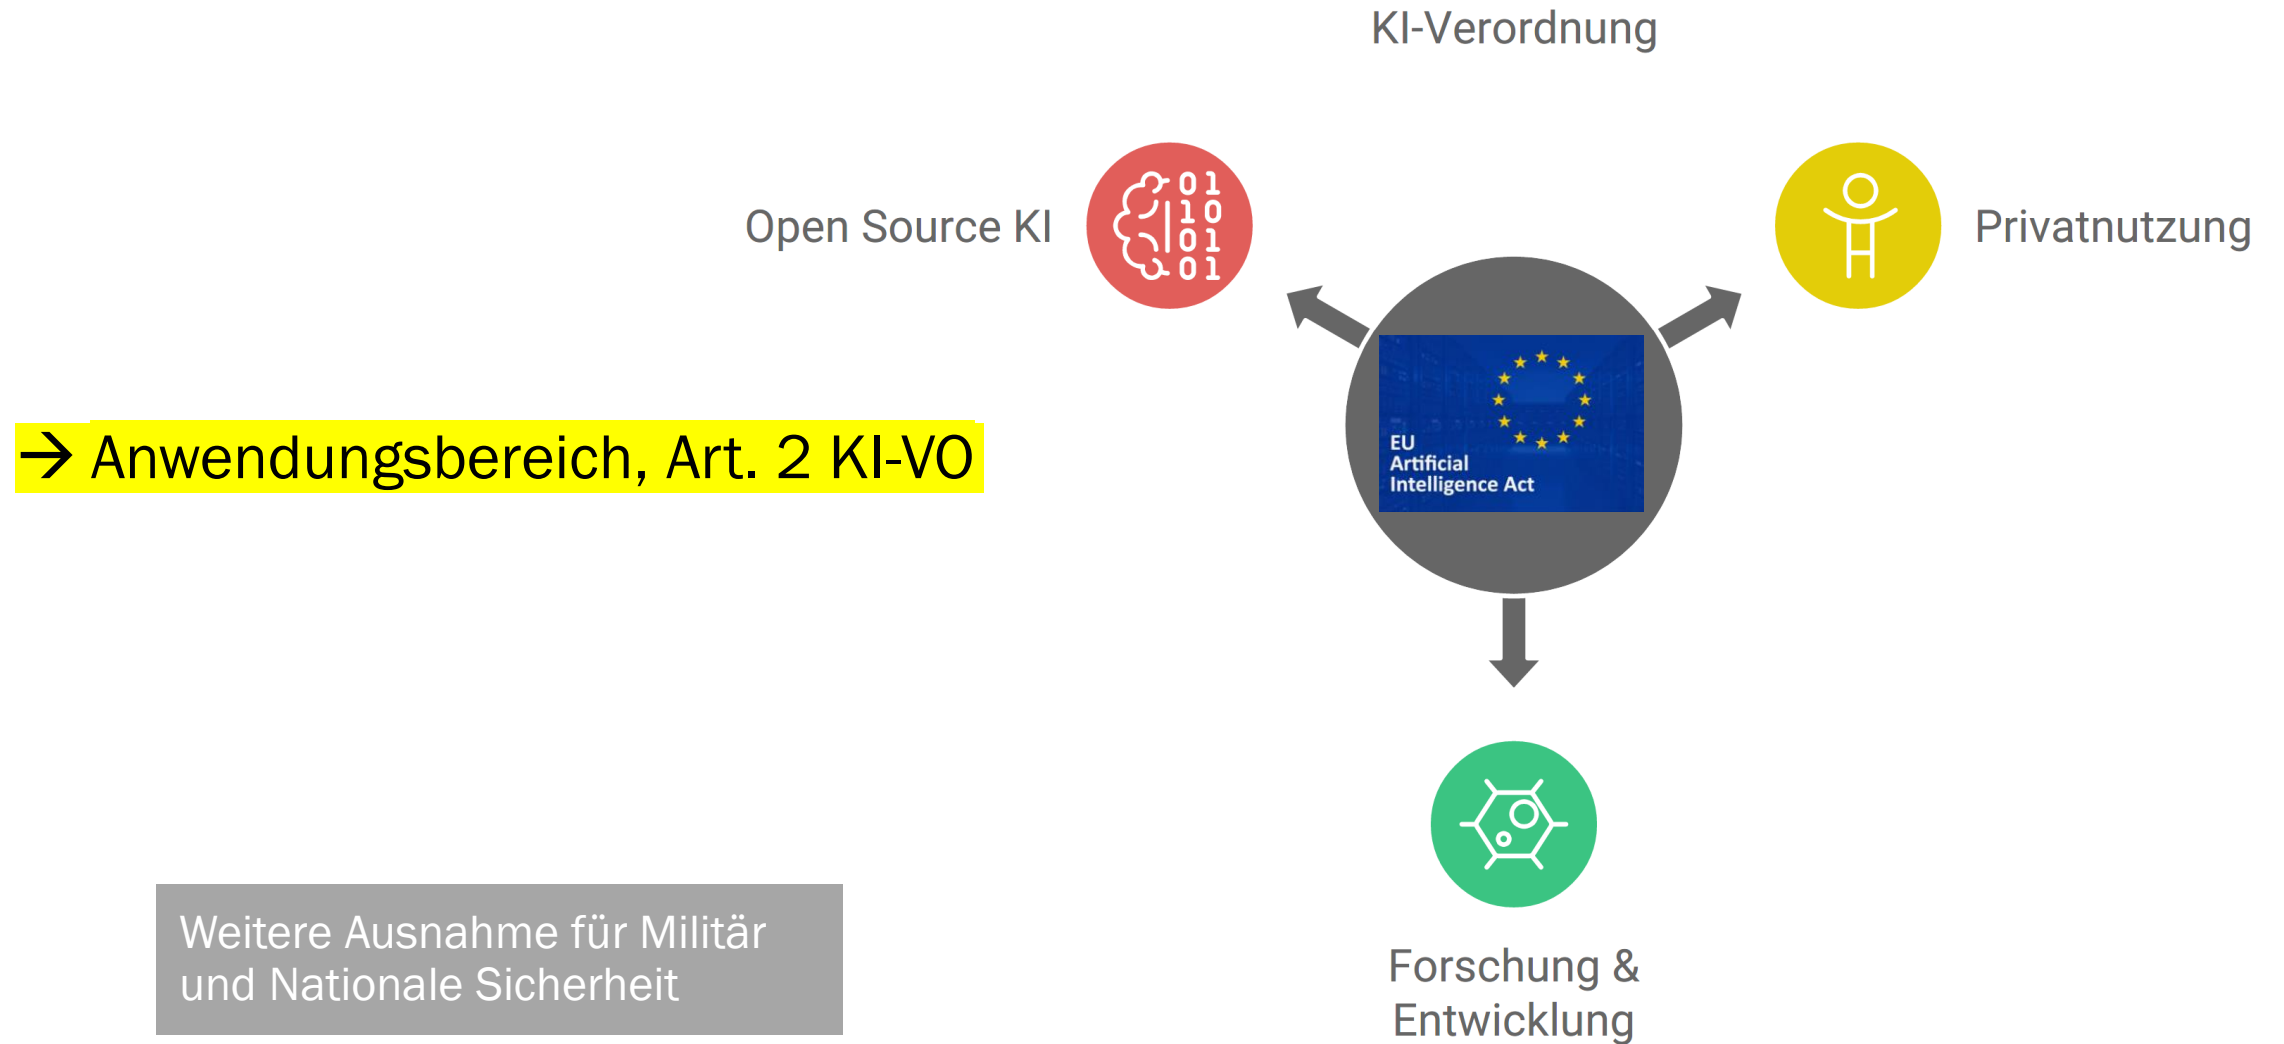 KI-Verordnung
Open Source KI
01
10
01
01
Privatnutzung
→ Anwendungsbereich, Art. 2 KI-VO
EU
Artificial
Intelligence Act
Weitere Ausnahme für Militär
und Nationale Sicherheit
Forschung &
Entwicklung